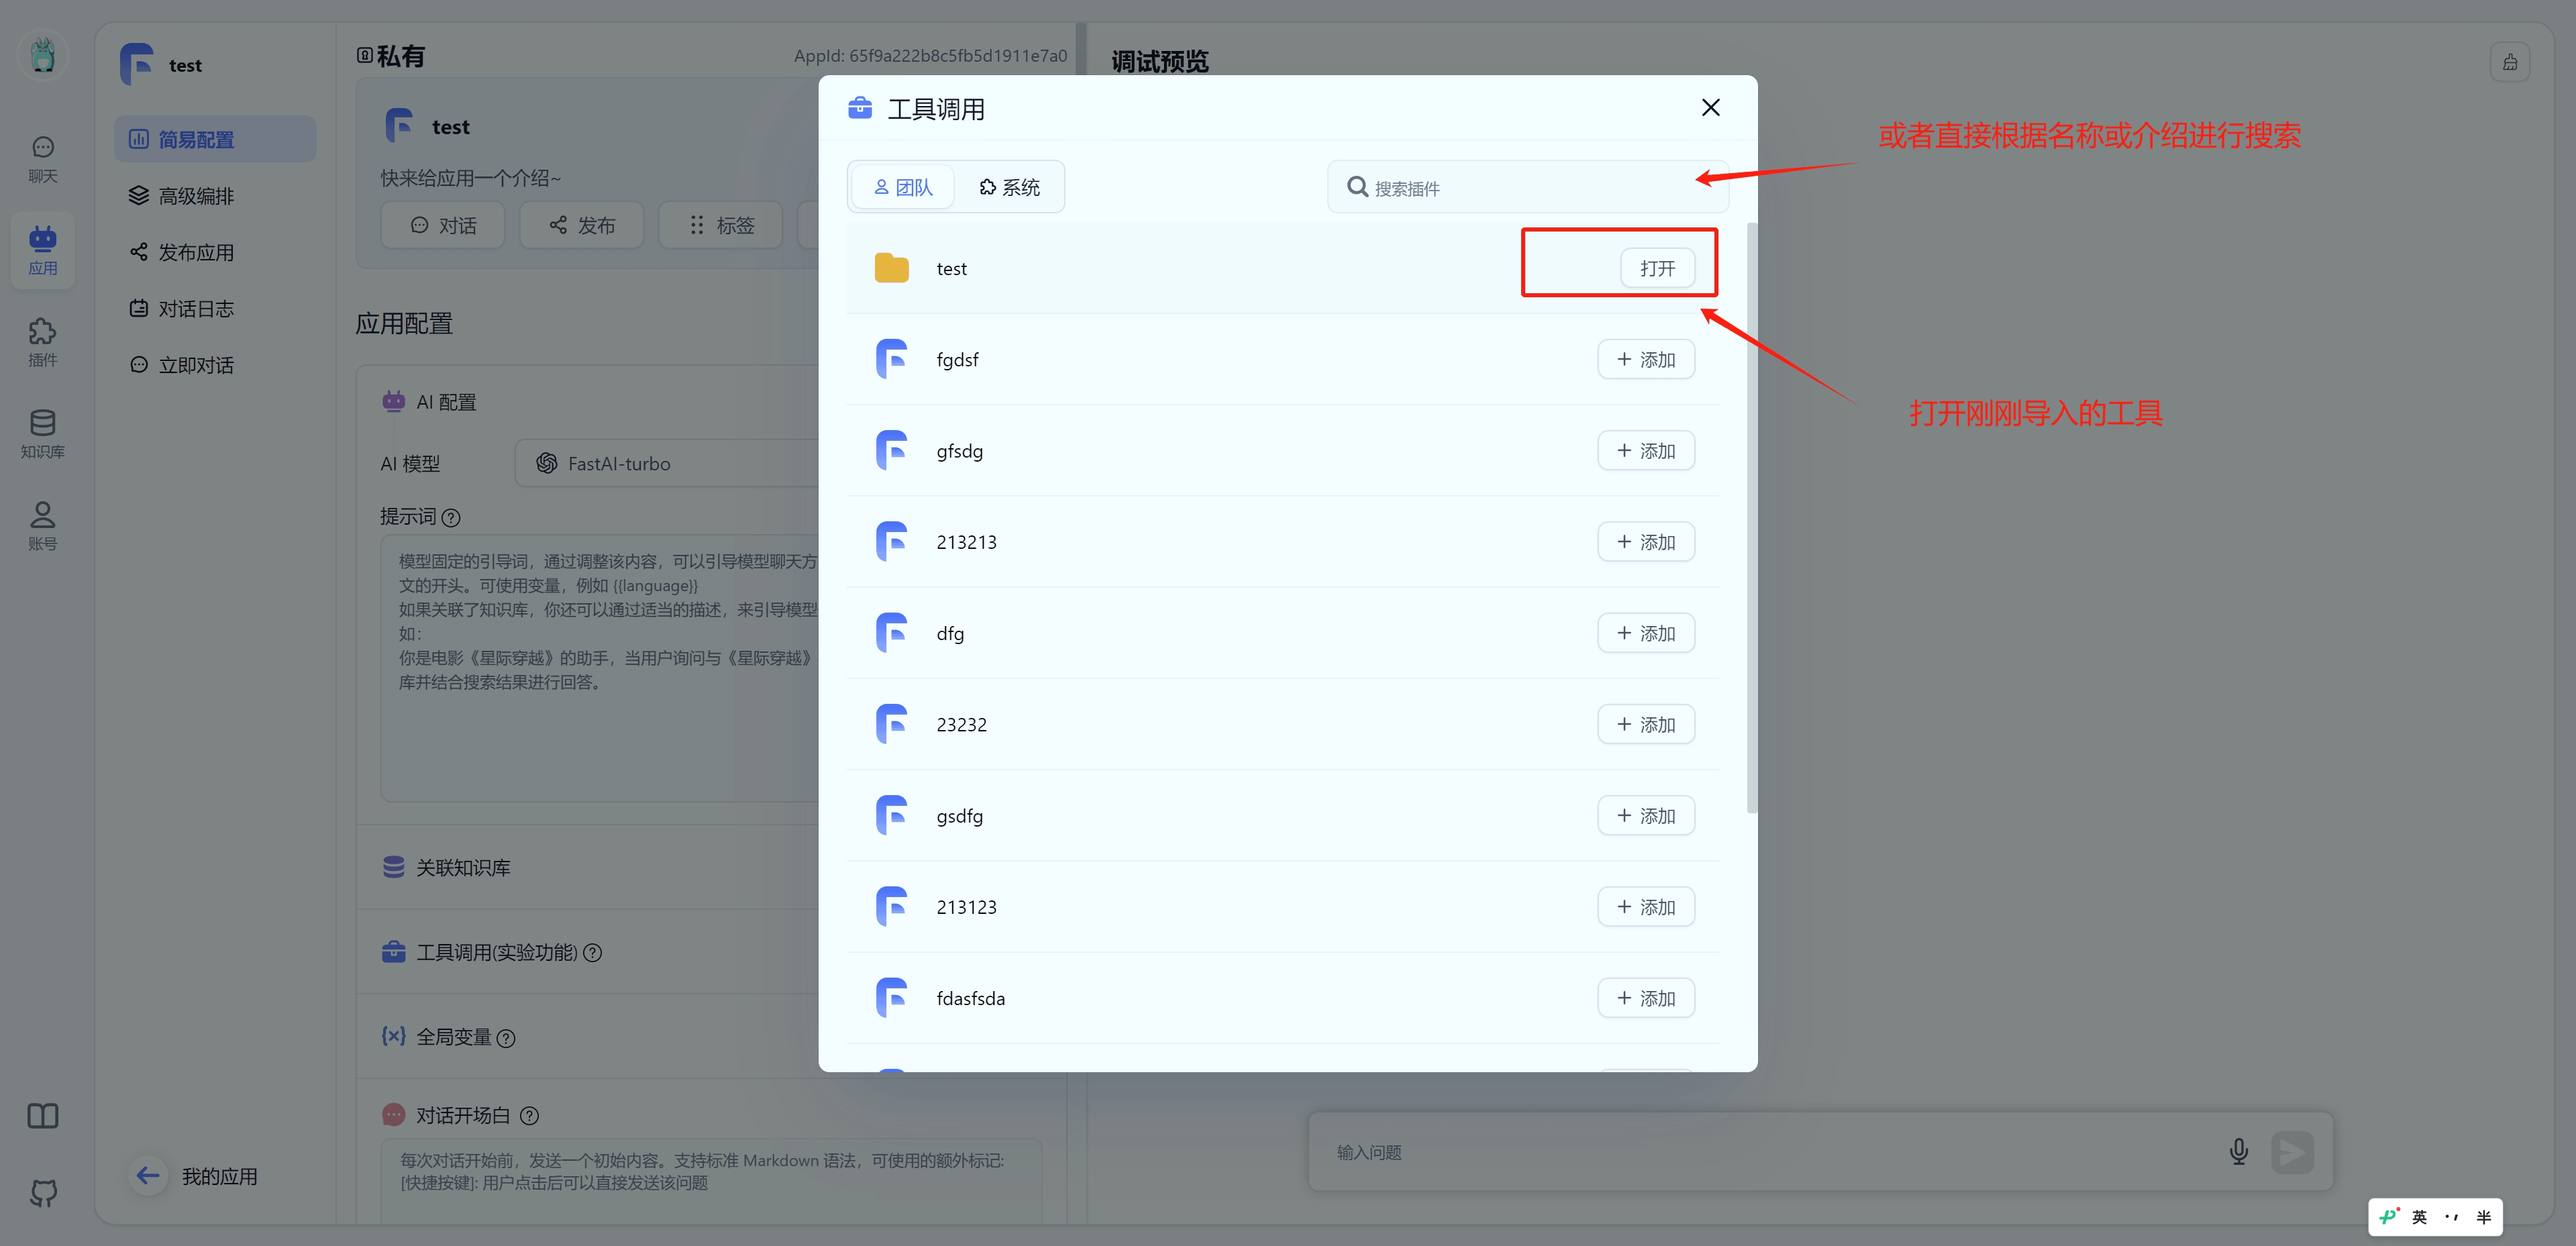 聊天
应用
插件
知识库
账号
test
简易配置
高级编排
发布应用
对话日志
立即对话
我的应用
私有
AppId: 65f9a222b8c5fb5d1911e7a0
test
快来给应用一个介绍~
对话
发布
标签
应用配置
AI 配置
AI 模型
FastAI-turbo
提示词
模型固定的引导词，通过调整该内容，可以引导模型聊天方
文的开头。可使用变量，例如 {{language}}
如果关联了知识库，你还可以通过适当的描述，来引导模型
如：
你是电影《星际穿越》的助手，当用户询问与《星际穿越》
库并结合搜索结果进行回答。
关联知识库
工具调用(实验功能)
全局变量
对话开场白
每次对话开始前，发送一个初始内容。支持标准 Markdown 语法，可使用的额外标记:
[快捷按键]: 用户点击后可以直接发送该问题
调试预览
工具调用
团队
系统
搜索插件
test
打开
fgdsf
添加
gfsdg
添加
213213
添加
dfg
添加
23232
添加
gsdfg
添加
213123
添加
fdasfsda
添加
或者直接根据名称或介绍进行搜索
打开刚刚导入的工具
输入问题
英
半